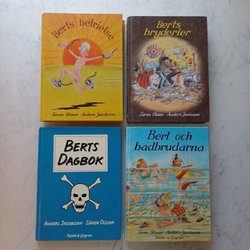 Berts befrielse
Sören Olsson Anders Jacobsson
Berts
bryderier
Sören Olsson Anders Jacobsson
BERTS
DAGBOK
ANDERS JACOBSSON SÖREN OLSSON
Rabén & Sjögren
Bert och
badbrudarna
Sören Olsson Anders Jacobsson
Rabén & Sjögren